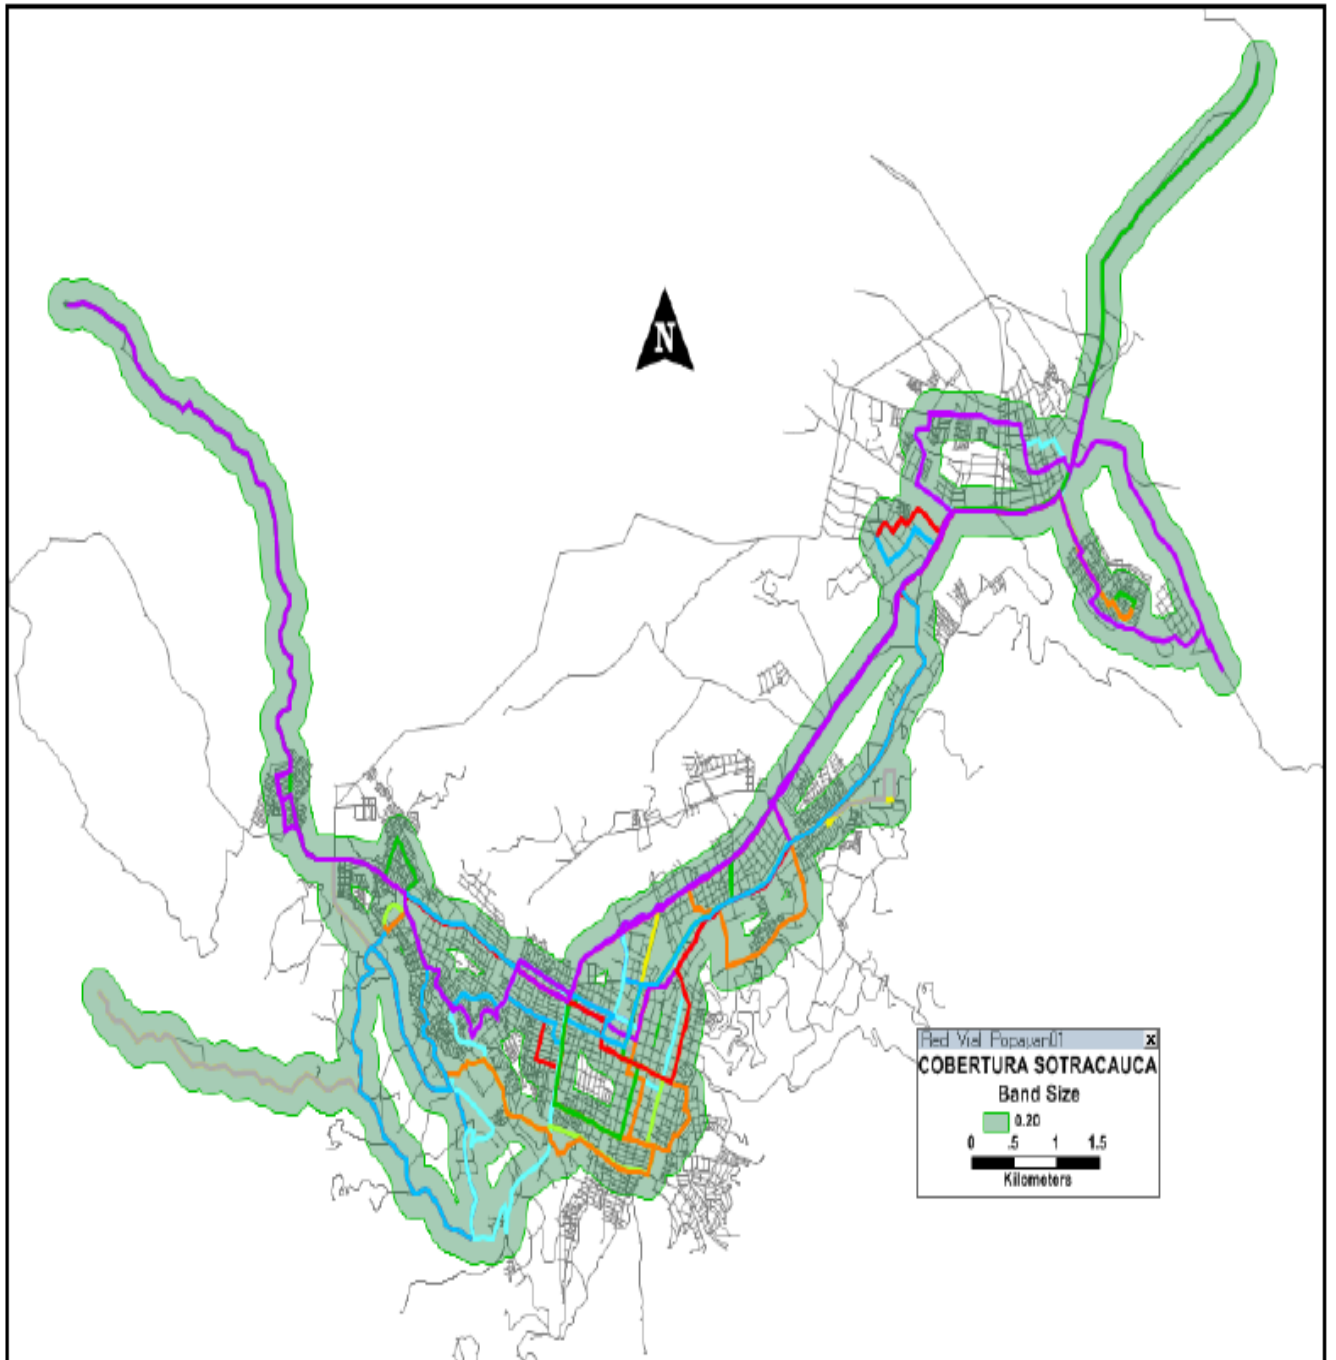 N
Red Vial Popayan01 x
COBERTURA SOTRACAUCA
Band Size
0.20
0 .5 1 1.5
Kilometers